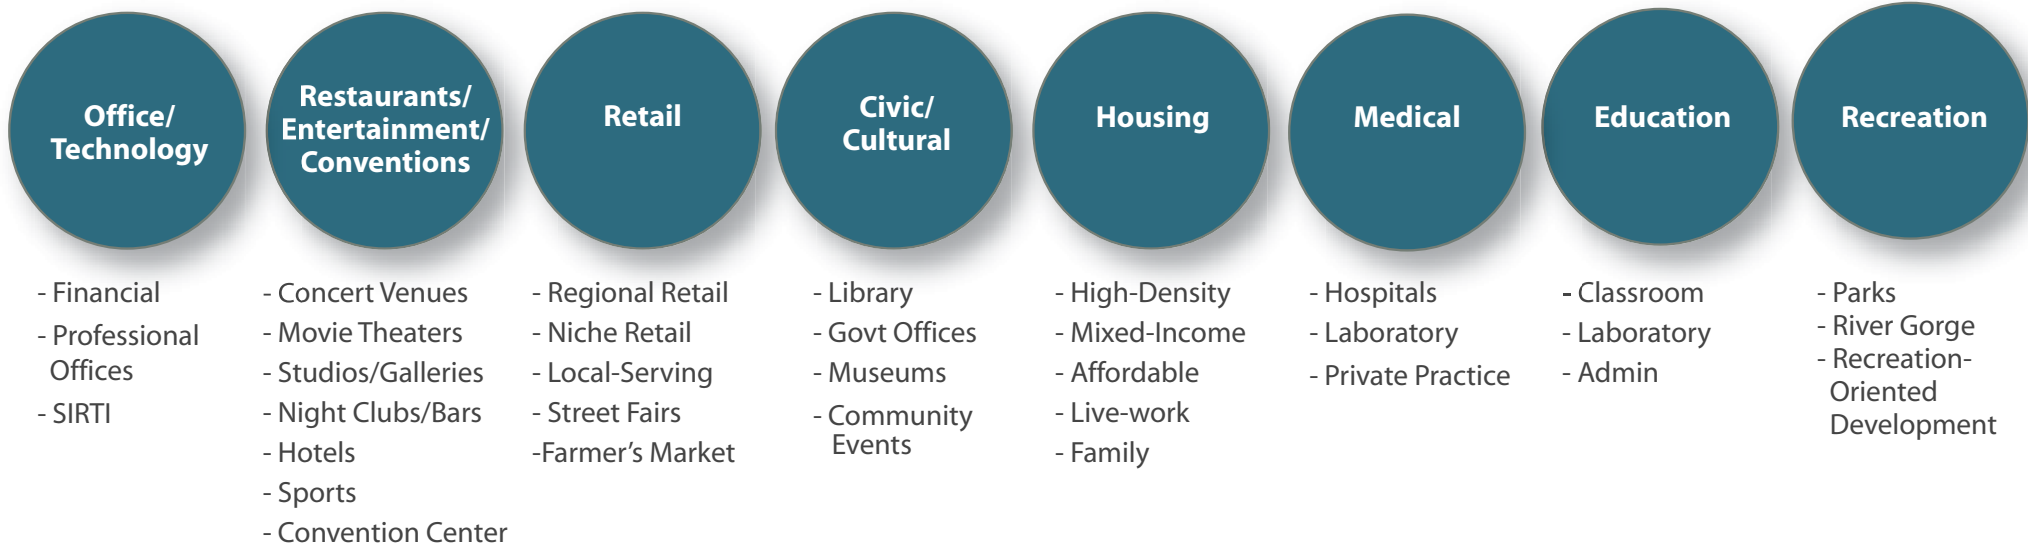 Office/
Technology
- Financial
- Professional
Offices
- SIRTI
Restaurants/
Entertainment/
Conventions
- Concert Venues
- Movie Theaters
- Studios/Galleries
- Night Clubs/Bars
- Hotels
- Sports
- Convention Center
Retail
- Regional Retail
- Niche Retail
- Local-Serving
- Street Fairs
-Farmer’s Market
Civic/
Cultural
- Library
- Govt Offices
- Museums
- Community
Events
Housing
- High-Density
- Mixed-Income
- Affordable
- Live-work
- Family
Medical
- Hospitals
- Laboratory
- Private Practice
Education
- Classroom
- Laboratory
- Admin
Recreation
- Parks
- River Gorge
- Recreation-
Oriented
Development